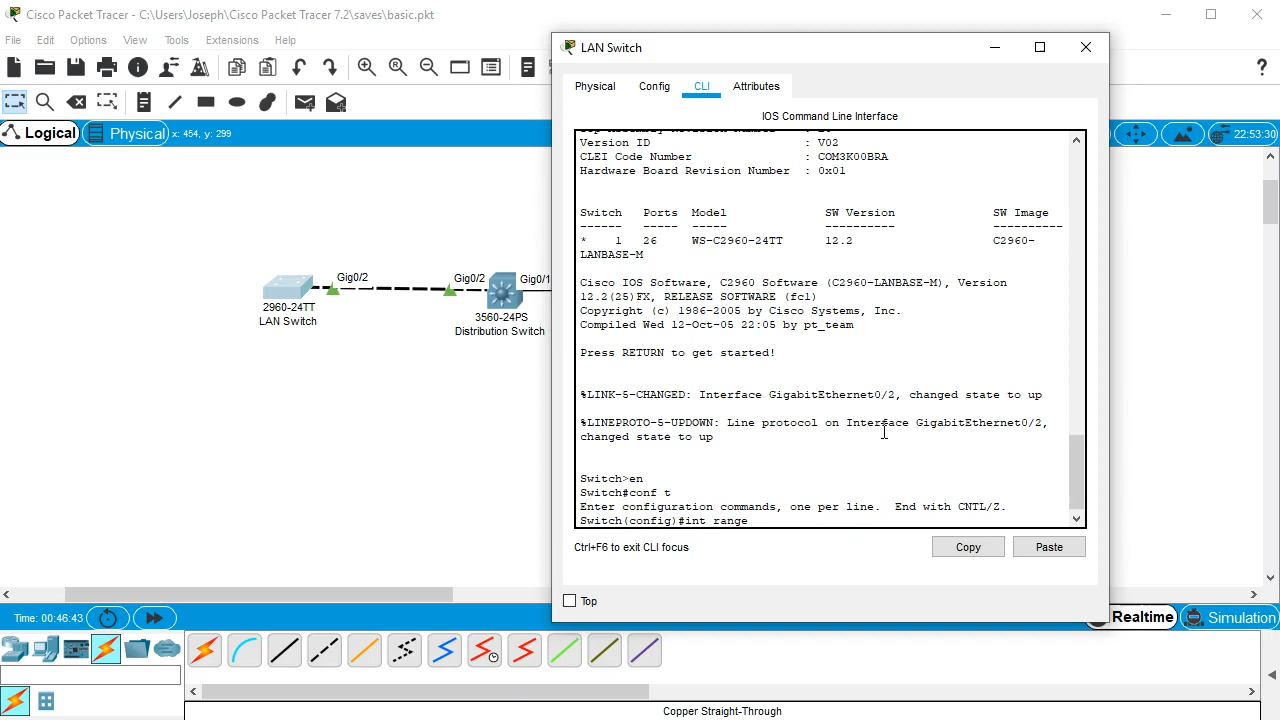 Cisco Packet Tracer - C:\Users\Joseph\Cisco Packet Tracer 7.2\saves\basic.pkt
File Edit Options View Tools Extensions Help
Logical Physical x: 454, y: 299
22:53:30
Gig0/2
Gig0/2
Gig0/1
2960-24TT
LAN Switch
3560-24PS
Distribution Switch
LAN Switch
Physical Config CLI Attributes
IOS Command Line Interface
Version ID : V02
CLEI Code Number : COM3K00BRA
Hardware Board Revision Number : 0x01
Switch Ports Model SW Version SW Image
------ ----- ----- ---------- ----------
* 1 26 WS-C2960-24TT 12.2 C2960-
LANBASE-M
Cisco IOS Software, C2960 Software (C2960-LANBASE-M), Version
12.2(25)FX, RELEASE SOFTWARE (fc1)
Copyright (c) 1986-2005 by Cisco Systems, Inc.
Compiled Wed 12-Oct-05 22:05 by pt_team
Press RETURN to get started!
%LINK-5-CHANGED: Interface GigabitEthernet0/2, changed state to up
%LINEPROTO-5-UPDOWN: Line protocol on Interface GigabitEthernet0/2,
changed state to up
Switch>en
Switch#conf t
Enter configuration commands, one per line. End with CNTL/Z.
Switch(config)#int range
Ctrl+F6 to exit CLI focus
Copy
Paste
Top
Time: 00:46:43
Realtime
Simulation
Copper Straight-Through